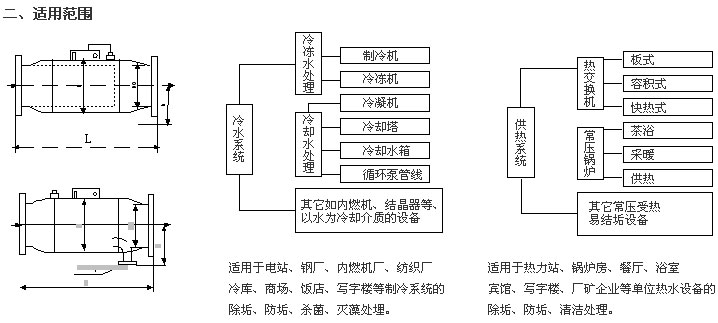 二、适用范围
L
冷水系统
冷冻水处理
制冷机
冷冻机
冷却水处理
冷凝机
冷却塔
冷却水箱
循环泵管线
其它如内燃机、结晶器等、
以水为冷却介质的设备
适用于电站、钢厂、内燃机厂、纺织厂
冷库、商场、饭店、写字楼等制冷系统的
除垢、防垢、杀菌、灭藻处埋。
供热系统
热交换机
板式
容积式
快热式
常压锅炉
茶浴
采暖
供热
其它常压受热
易结垢设备
适用于热力站、锅炉房、餐厅、浴室
宾馆、写字楼、厂矿企业等单位热水设备的
除垢、防垢、清洁处理。